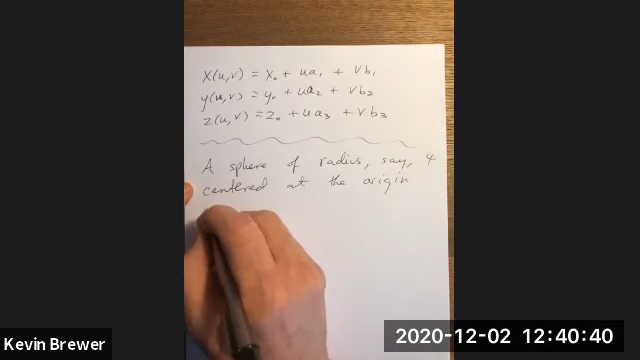 x(u,v) = x₀ + ua₁ + vb₁
y(u,v) = y₀ + ua₂ + vb₂
z(u,v) = z₀ + ua₃ + vb₃
A sphere of radius, say, 4
centered at the origin
Kevin Brewer
2020-12-02 12:40:40